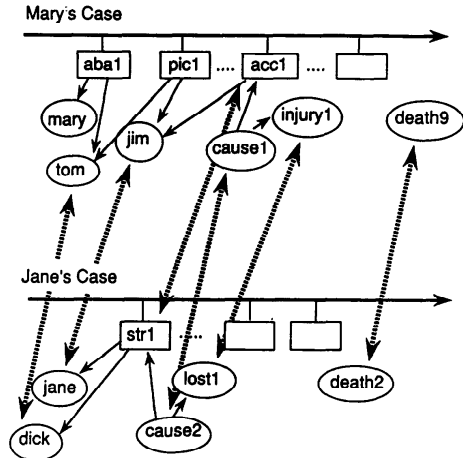 Mary's Case
aba1 pic1 .... acc1 ....
mary jim cause1 injury1 death9
tom
Jane's Case
str1 .....
jane lost1 death2
dick cause2